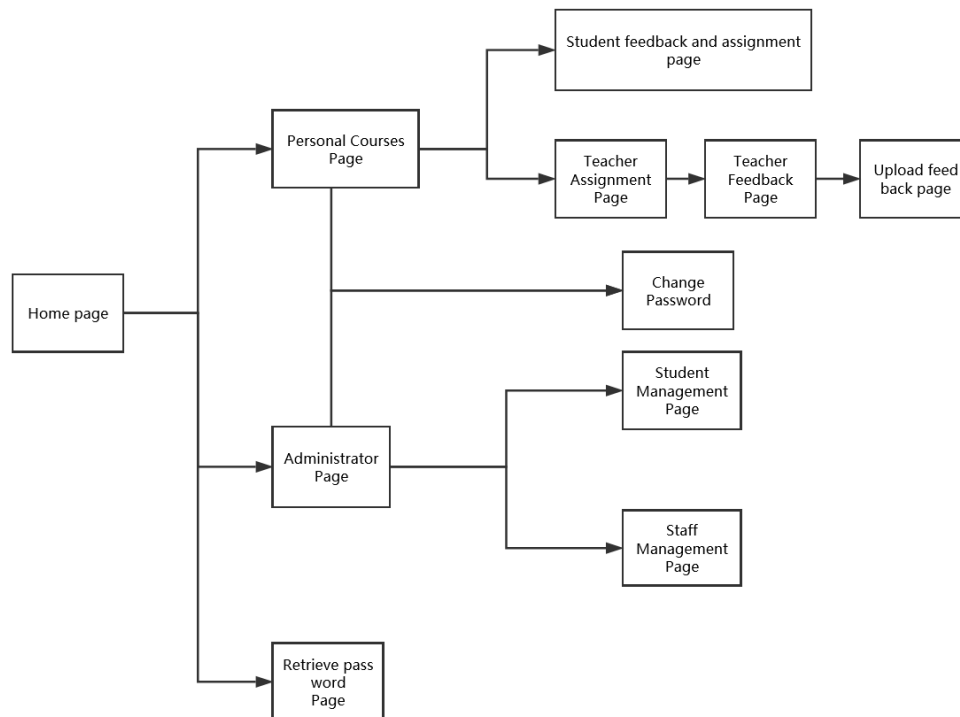 Student feedback and assignment
page
Personal Courses
Page
Teacher
Assignment
Page
Teacher
Feedback
Page
Upload feed
back page
Home page
Change
Password
Student
Management
Page
Administrator
Page
Staff
Management
Page
Retrieve pass
word
Page